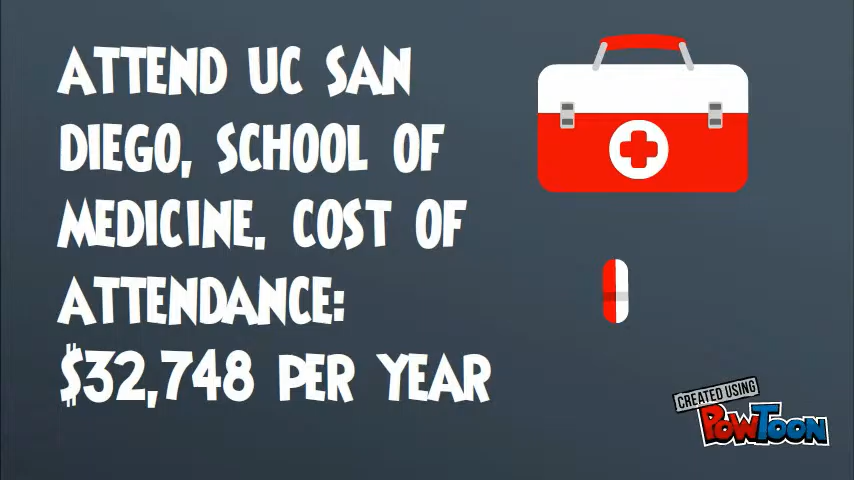 ATTEND UC SAN
DIEGO, SCHOOL OF
MEDICINE. COST OF
ATTENDANCE:
$32,748 PER YEAR
CREATED USING
POWTOON